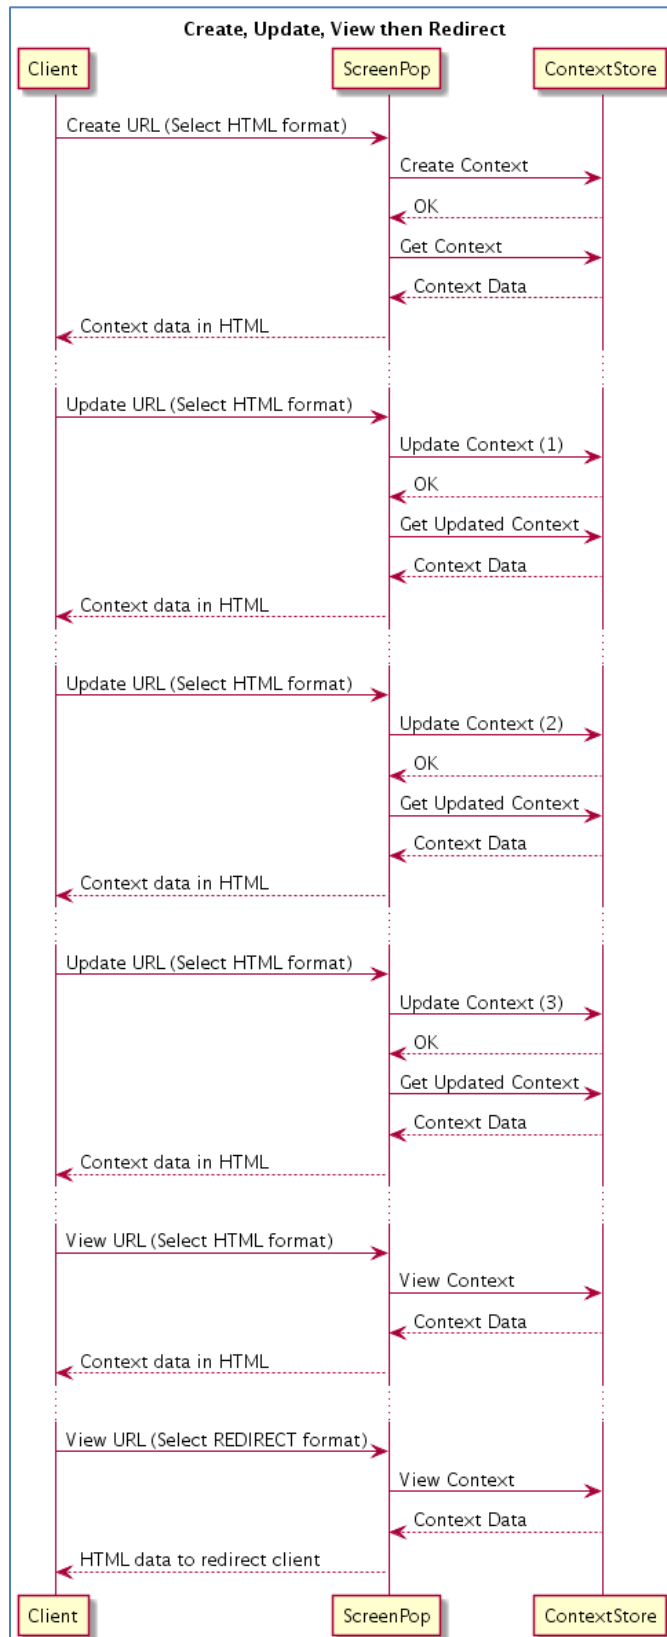 Create, Update, View then Redirect
Client ScreenPop ContextStore
Create URL (Select HTML format)
Create Context
OK
Get Context
Context Data
Context data in HTML
Update URL (Select HTML format)
Update Context (1)
OK
Get Updated Context
Context Data
Context data in HTML
Update URL (Select HTML format)
Update Context (2)
OK
Get Updated Context
Context Data
Context data in HTML
Update URL (Select HTML format)
Update Context (3)
OK
Get Updated Context
Context Data
Context data in HTML
View URL (Select HTML format)
View Context
Context Data
Context data in HTML
View URL (Select REDIRECT format)
View Context
Context Data
HTML data to redirect client
Client ScreenPop ContextStore